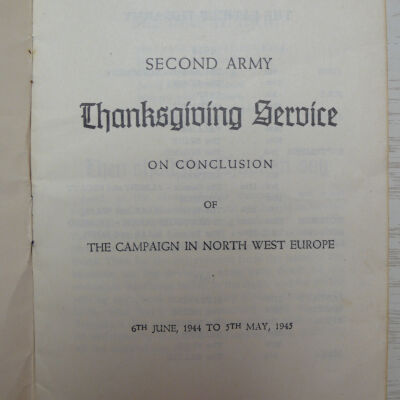 SECOND ARMY
Thanksgiving Service
ON CONCLUSION
OF
THE CAMPAIGN IN NORTH WEST EUROPE
6TH JUNE, 1944 TO 5TH MAY, 1945